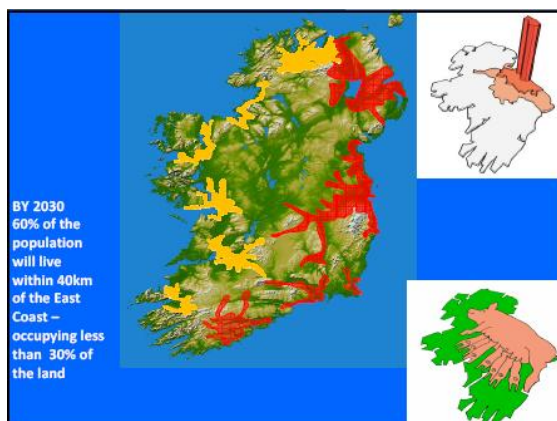 BY 2030
60% of the
population
will live
within 40km
of the East
Coast –
occupying less
than 30% of
the land